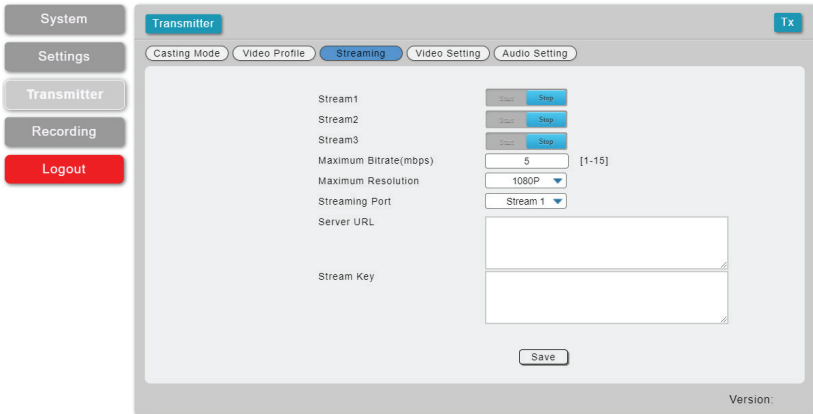 System
Settings
Transmitter
Recording
Logout
Transmitter
Tx
Casting Mode Video Profile Streaming Video Setting Audio Setting
Stream1 Start Stop
Stream2 Start Stop
Stream3 Start Stop
Maximum Bitrate(mbps) 5 [1-15]
Maximum Resolution 1080P
Streaming Port Stream 1
Server URL
Stream Key
Save
Version: